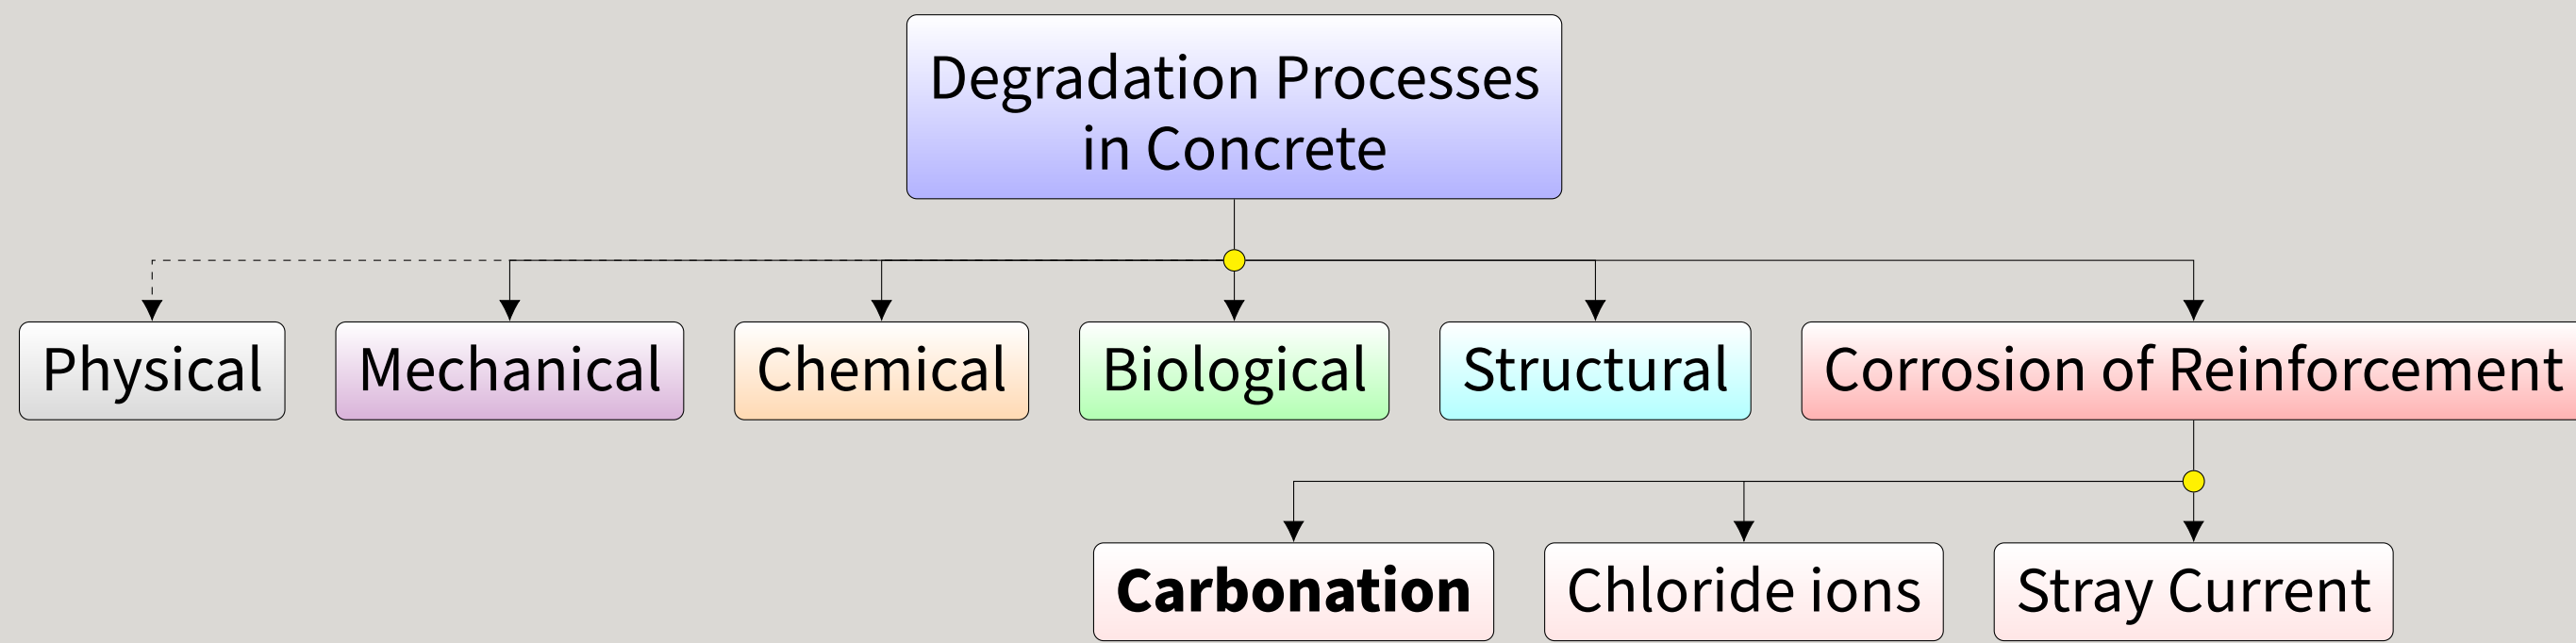 Degradation Processes
in Concrete
Physical
Mechanical
Chemical
Biological
Structural
Corrosion of Reinforcement
Carbonation
Chloride ions
Stray Current